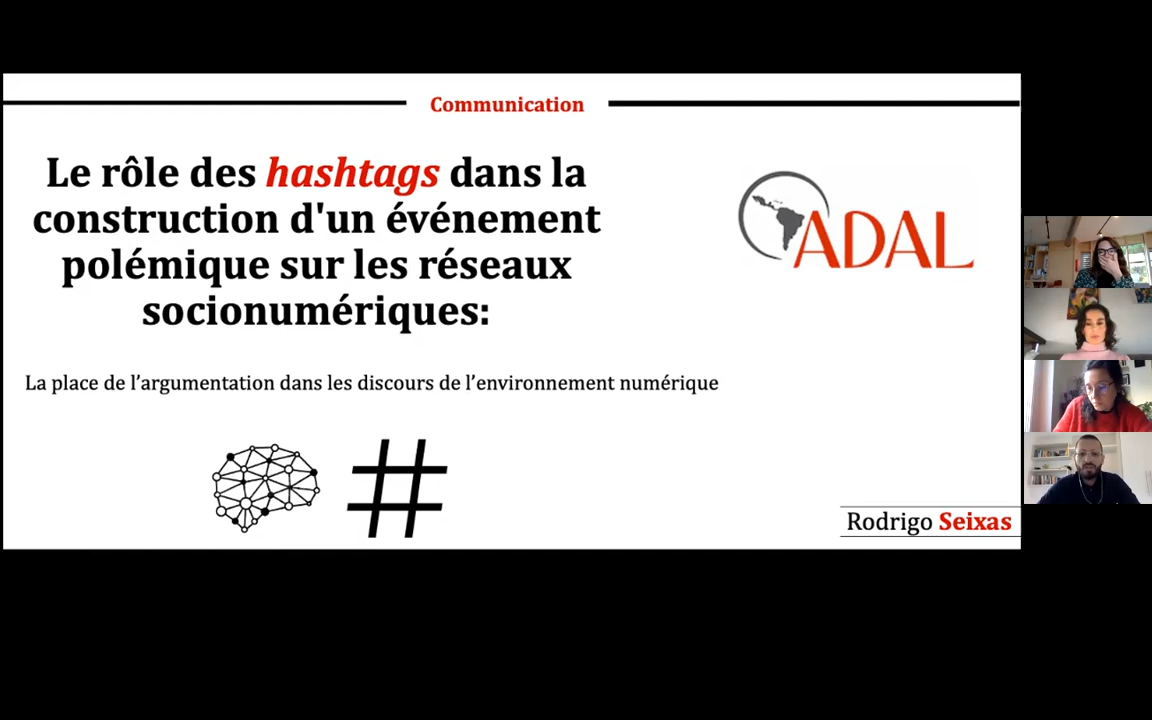 Communication
Le rôle des hashtags dans la
construction d'un événement
polémique sur les réseaux
socionumériques:
ADAL
La place de l’argumentation dans les discours de l’environnement numérique
#
Rodrigo Seixas